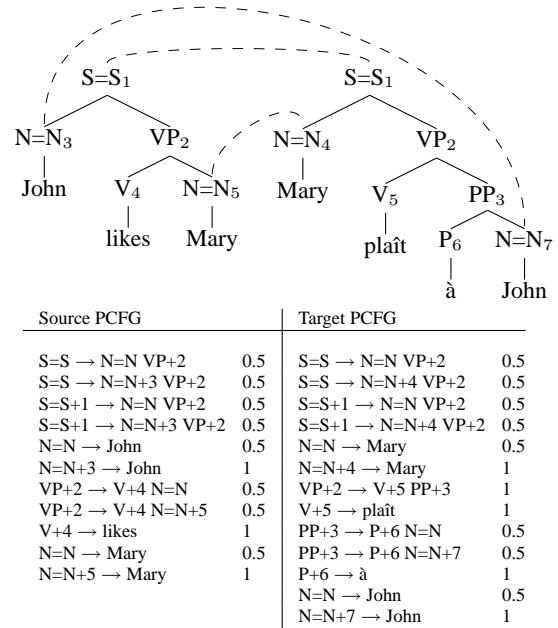 S=S₁ S=S₁
N=N₃ VP₂ N=N₄ VP₂
John V₄ N=N₅ Mary V₅ PP₃
likes Mary plaît P₆ N=N₇
à John
Source PCFG Target PCFG
S=S → N=N VP+2 0.5 S=S → N=N VP+2 0.5
S=S → N=N+3 VP+2 0.5 S=S → N=N+4 VP+2 0.5
S=S+1 → N=N VP+2 0.5 S=S+1 → N=N VP+2 0.5
S=S+1 → N=N+3 VP+2 0.5 S=S+1 → N=N+4 VP+2 0.5
N=N → John 0.5 N=N → Mary 0.5
N=N+3 → John 1 N=N+4 → Mary 1
VP+2 → V+4 N=N 0.5 VP+2 → V+5 PP+3 1
VP+2 → V+4 N=N+5 0.5 V+5 → plaît 1
V+4 → likes 1 PP+3 → P+6 N=N 0.5
N=N → Mary 0.5 PP+3 → P+6 N=N+7 0.5
N=N+5 → Mary 1 P+6 → à 1
N=N → John 0.5
N=N+7 → John 1